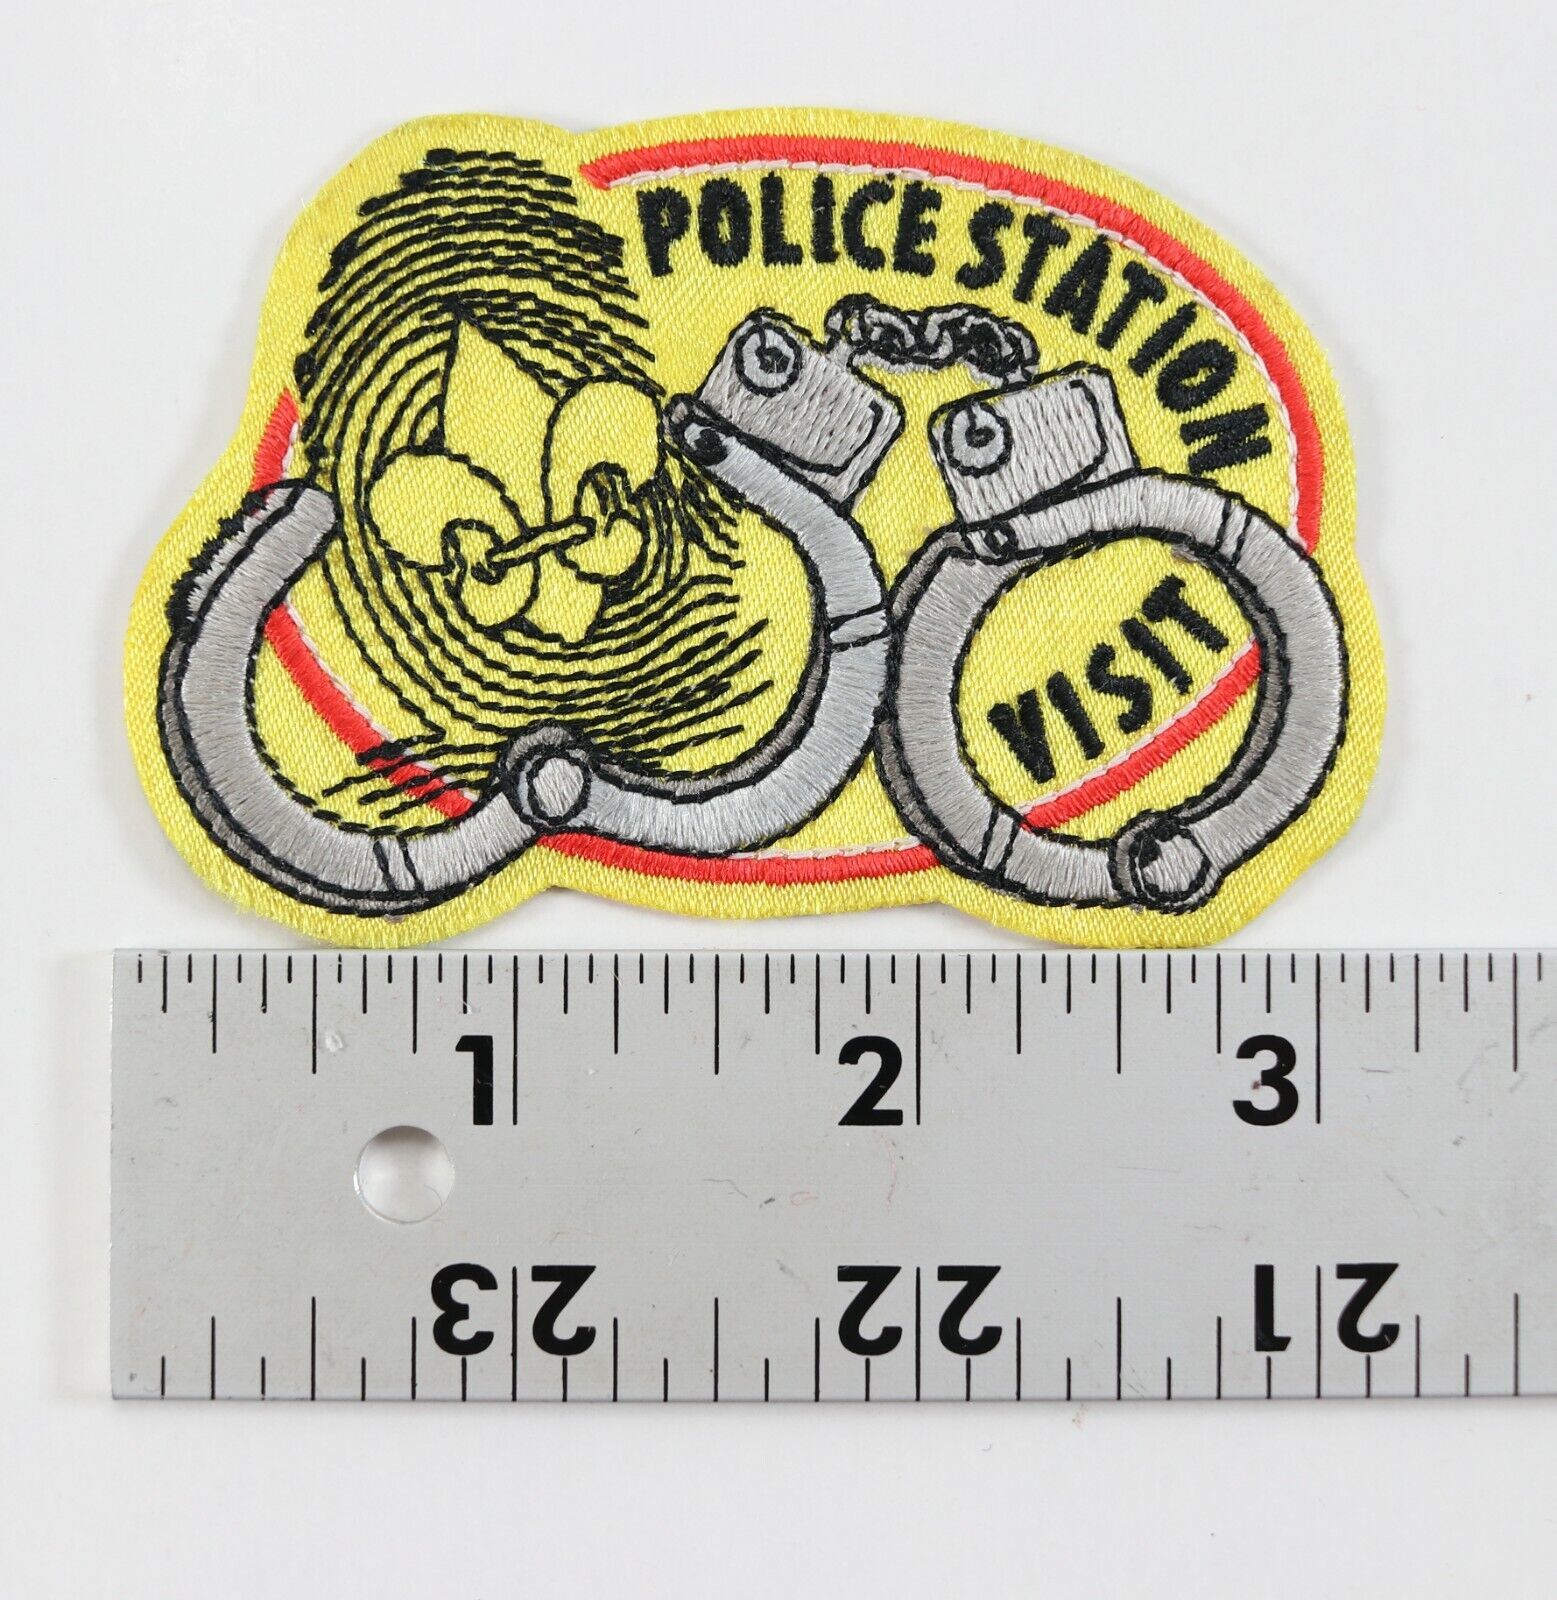 POLICE STATION
VISIT
1 2 3
23 22 21